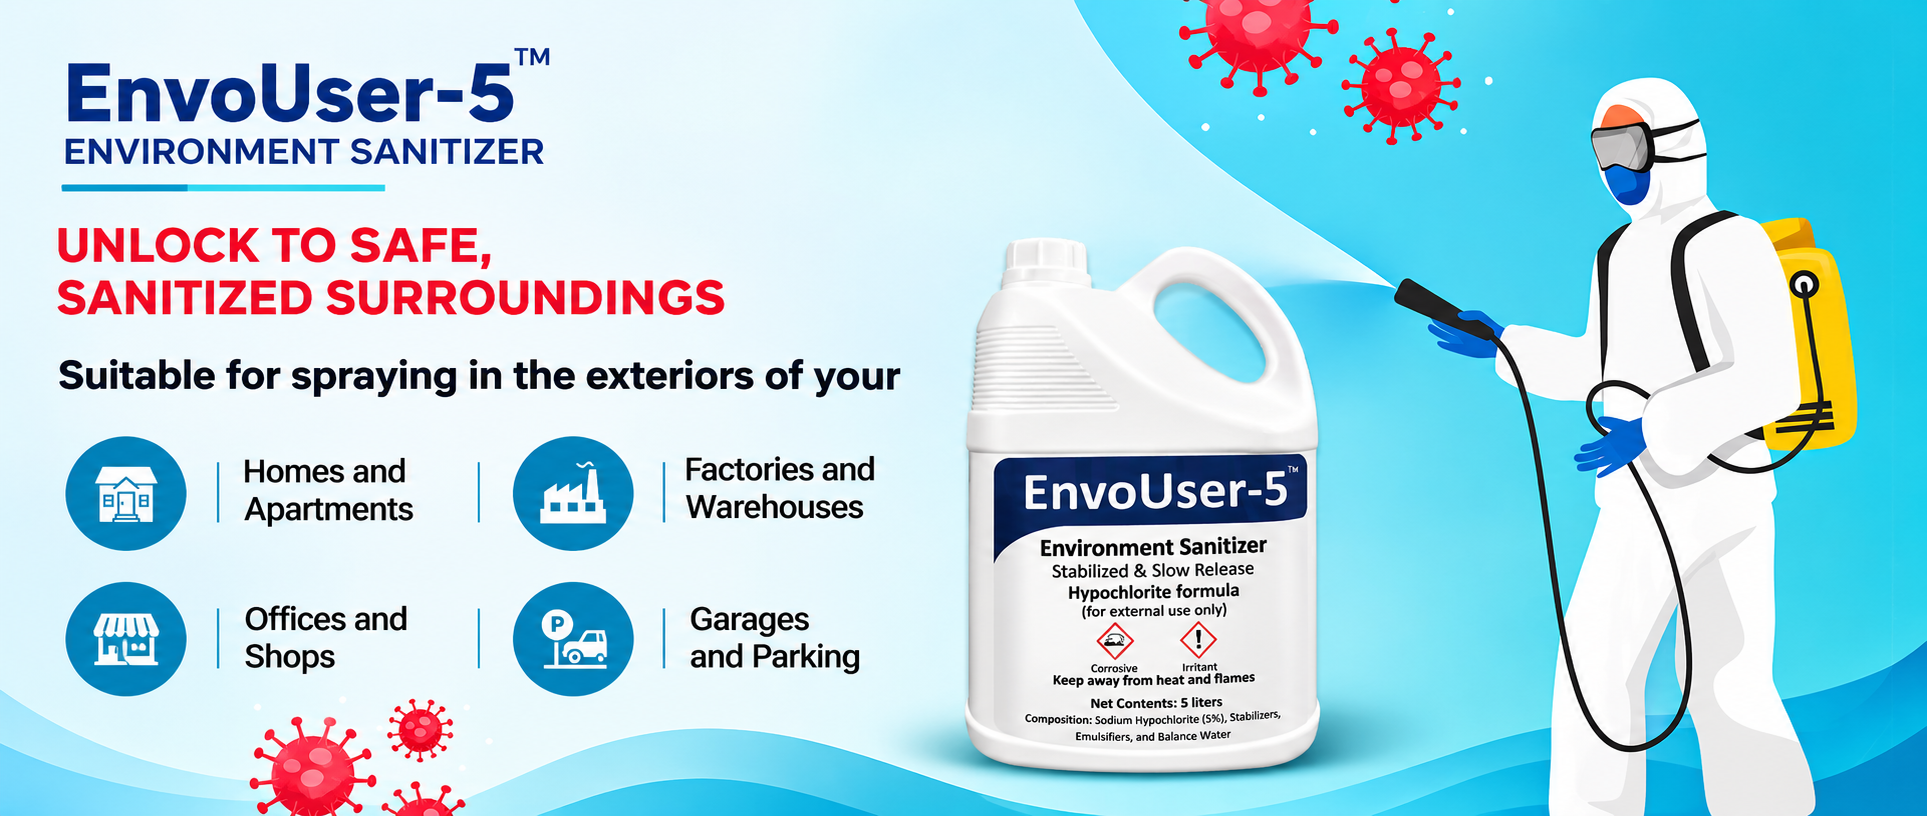 EnvoUser-5™
ENVIRONMENT SANITIZER
UNLOCK TO SAFE,
SANITIZED SURROUNDINGS
Suitable for spraying in the exteriors of your
Homes and
Apartments
Factories and
Warehouses
Offices and
Shops
P
Garages
and Parking
EnvoUser-5™
Environment Sanitizer
Stabilized & Slow Release
Hypochlorite formula
(for external use only)
Corrosive
Irritant
Keep away from heat and flames
Net Contents: 5 liters
Composition: Sodium Hypochlorite (5%), Stabilizers,
Emulsifiers, and Balance Water